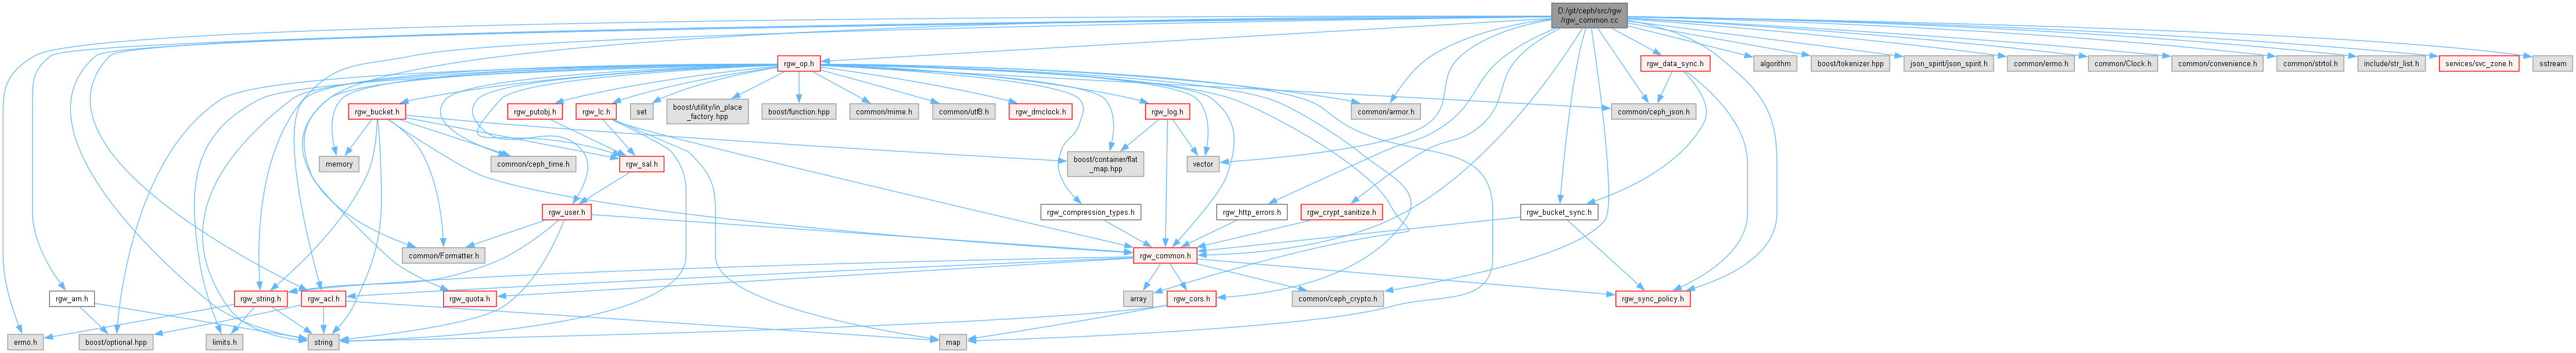 D:/git/ceph/src/rgw
/rgw_common.cc
rgw_op.h
rgw_data_sync.h
algorithm
boost/tokenizer.hpp
json_spirit/json_spirit.h
common/errno.h
common/Clock.h
common/convenience.h
common/strtol.h
include/str_list.h
services/svc_zone.h
sstream
rgw_bucket.h
rgw_putobj.h
rgw_lc.h
set
boost/utility/in_place
_factory.hpp
boost/function.hpp
common/mime.h
common/utf8.h
rgw_dmclock.h
rgw_log.h
common/armor.h
common/ceph_json.h
memory
common/ceph_time.h
rgw_sal.h
boost/container/flat
_map.hpp
vector
rgw_user.h
rgw_compression_types.h
rgw_http_errors.h
rgw_crypt_sanitize.h
rgw_bucket_sync.h
common/Formatter.h
rgw_common.h
rgw_arn.h
rgw_string.h
rgw_acl.h
rgw_quota.h
array
rgw_cors.h
common/ceph_crypto.h
rgw_sync_policy.h
errno.h
boost/optional.hpp
limits.h
string
map